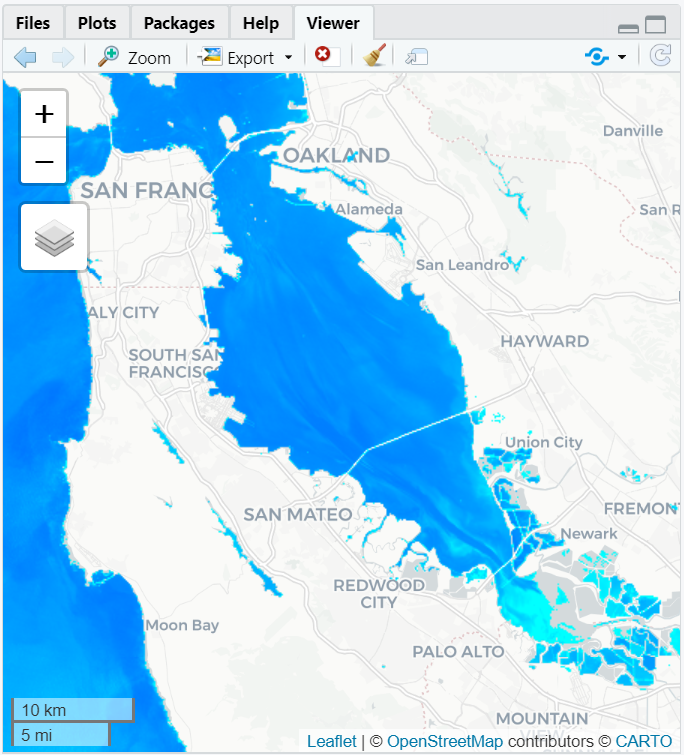 Files Plots Packages Help Viewer
Zoom Export
+
−
OAKLAND
Danville
SAN FRANC
Alameda
San R
San Leandro
ALY CITY
HAYWARD
SOUTH SAN
FRANCISC
Union City
SAN MATEO
FREMONT
Newark
REDWOOD
CITY
Moon Bay
PALO ALTO
10 km
5 mi
MOUNTAIN
VIEW
Leaflet | © OpenStreetMap contributors © CARTO